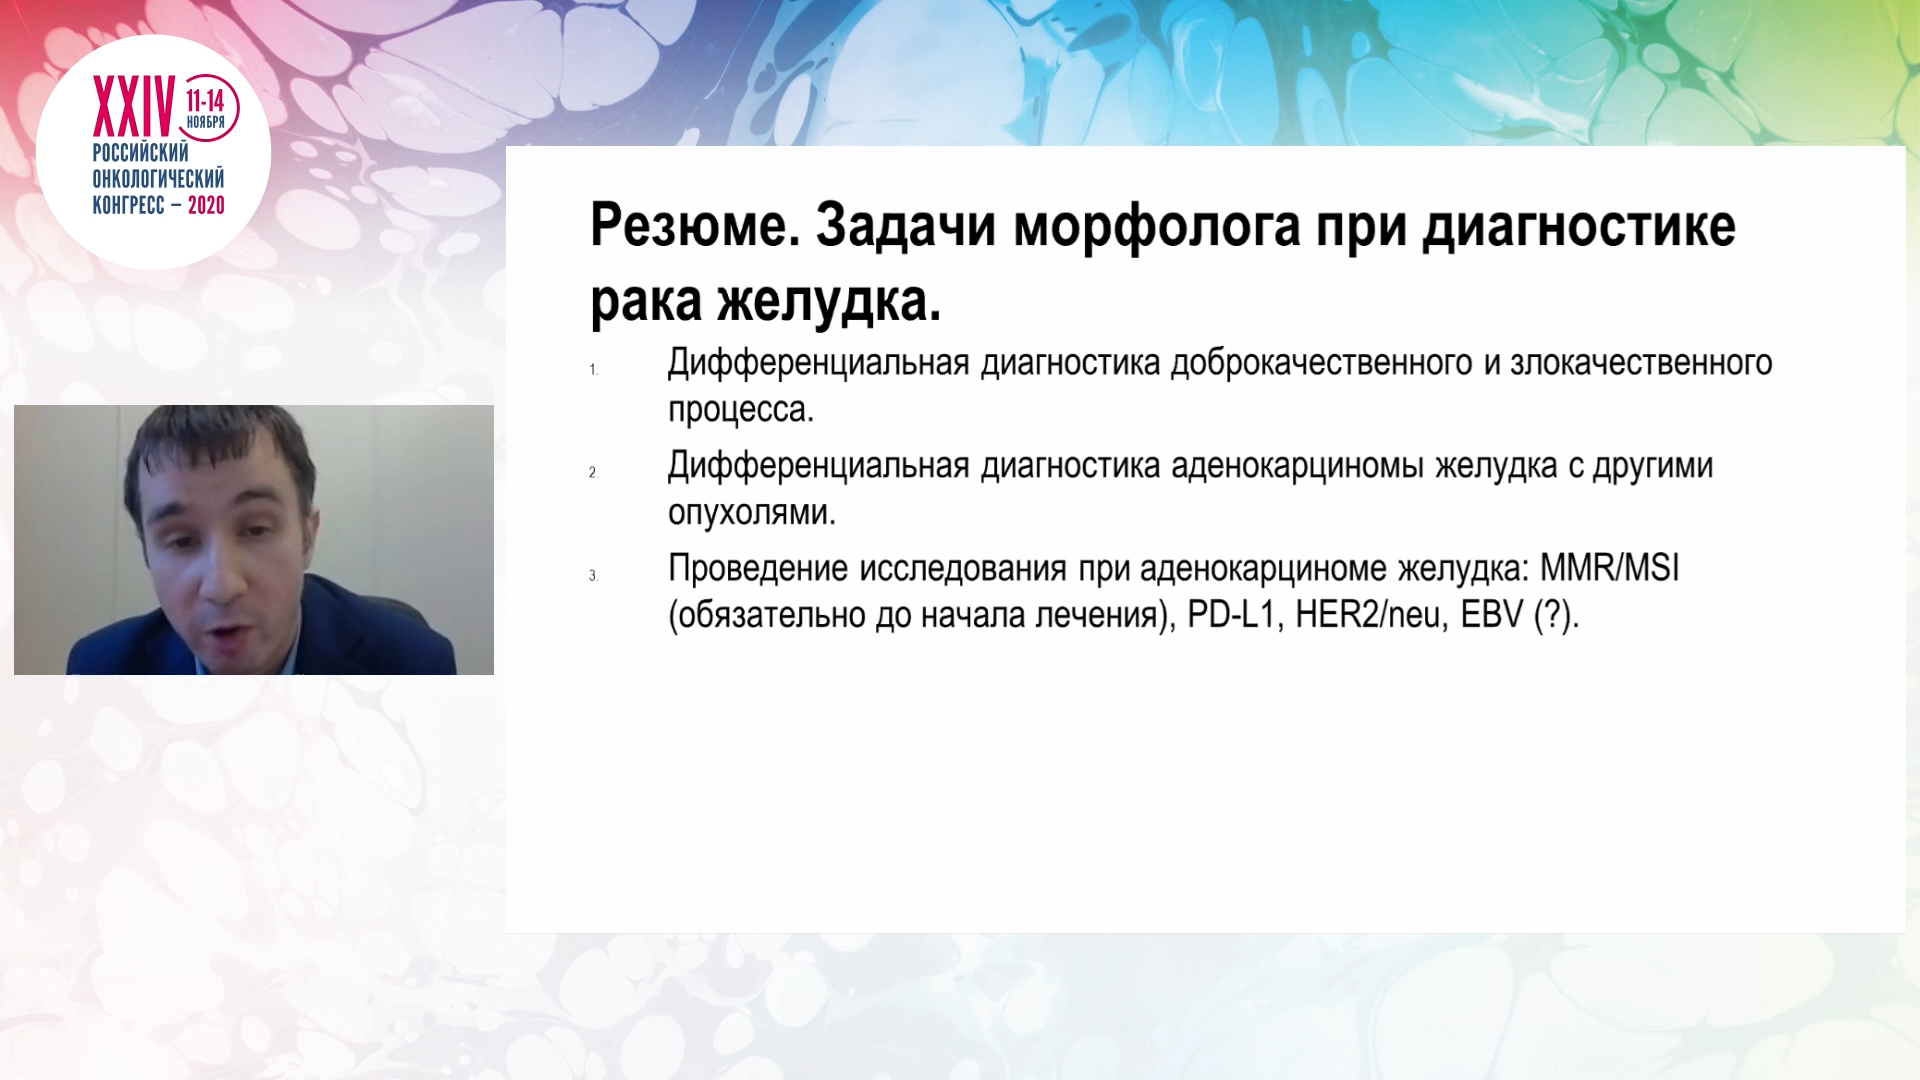 XXIV 11-14
НОЯБРЯ
РОССИЙСКИЙ
ОНКОЛОГИЧЕСКИЙ
КОНГРЕСС – 2020
Резюме. Задачи морфолога при диагностике
рака желудка.
1. Дифференциальная диагностика доброкачественного и злокачественного
процесса.
2. Дифференциальная диагностика аденокарциномы желудка с другими
опухолями.
3. Проведение исследования при аденокарциноме желудка: MMR/MSI
(обязательно до начала лечения), PD-L1, HER2/neu, EBV (?).